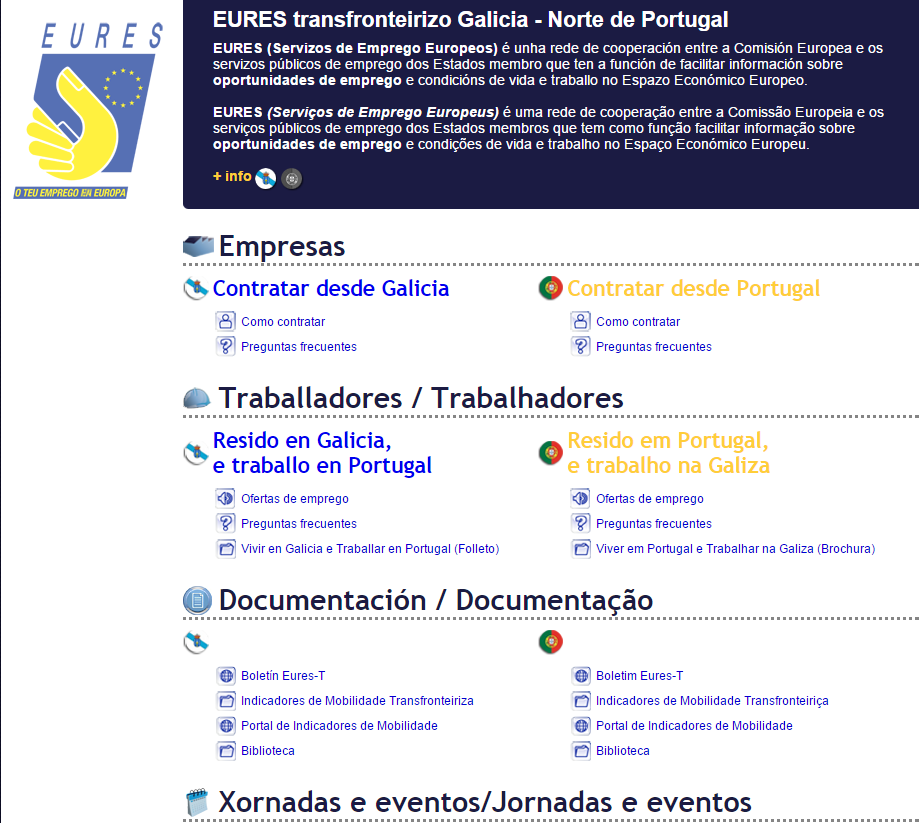 EURES
O TEU EMPREGO EN EUROPA
EURES transfronteirizo Galicia - Norte de Portugal
EURES (Servizos de Emprego Europeos) é unha rede de cooperación entre a Comisión Europea e os
servizos públicos de emprego dos Estados membro que ten a función de facilitar información sobre
oportunidades de emprego e condicións de vida e traballo no Espazo Económico Europeo.
EURES (Serviços de Emprego Europeus) é uma rede de cooperação entre a Comissão Europeia e os
serviços públicos de emprego dos Estados membros que tem como função facilitar informação sobre
oportunidades de emprego e condições de vida e trabalho no Espaço Económico Europeu.
+ info
Empresas
Contratar desde Galicia
Como contratar
Preguntas frecuentes
Contratar desde Portugal
Como contratar
Preguntas frecuentes
Traballadores / Trabalhadores
Resido en Galicia,
e traballo en Portugal
Ofertas de emprego
Preguntas frecuentes
Vivir en Galicia e Traballar en Portugal (Folleto)
Resido em Portugal,
e trabalho na Galiza
Ofertas de emprego
Preguntas frecuentes
Viver em Portugal e Trabalhar na Galiza (Brochura)
Documentación / Documentação
Boletín Eures-T
Indicadores de Mobilidade Transfronteiriza
Portal de Indicadores de Mobilidade
Biblioteca
Boletim Eures-T
Indicadores de Mobilidade Transfronteiriça
Portal de Indicadores de Mobilidade
Biblioteca
Xornadas e eventos/Jornadas e eventos